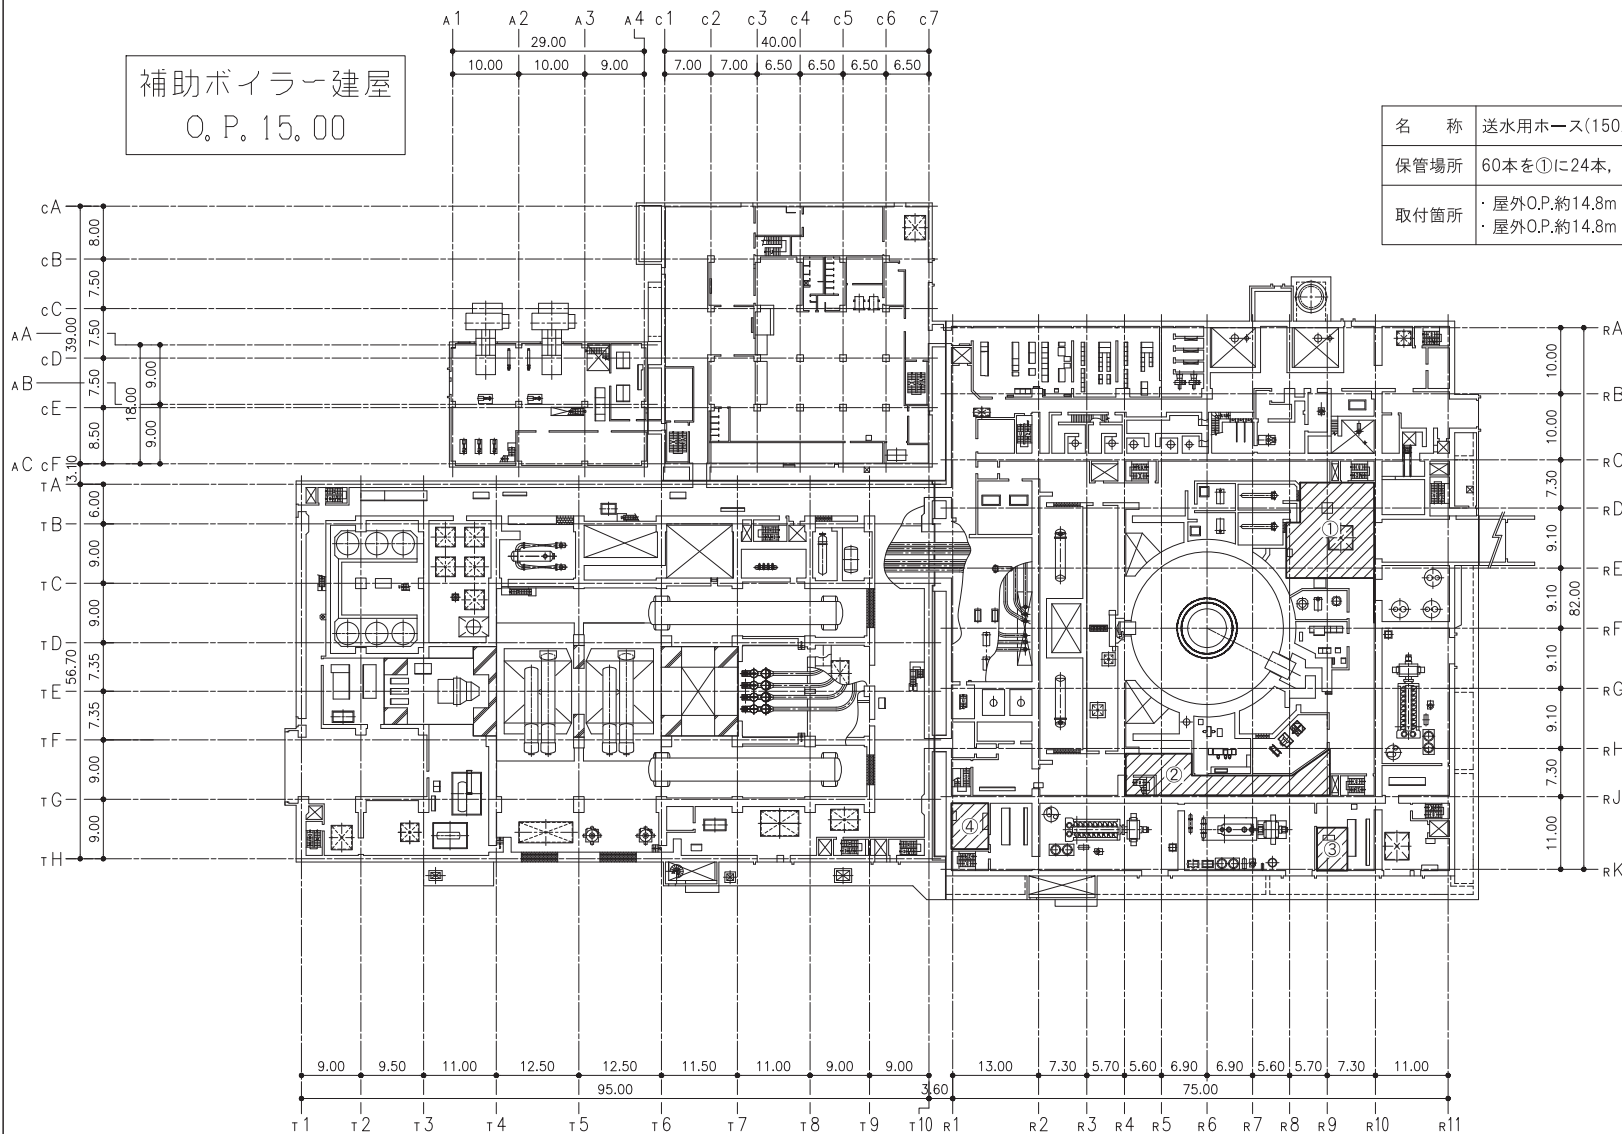 A1 A2 A3 A4 C1 C2 C3 C4 C5 C6 C7
29.00 40.00
10.00 10.00 9.00 7.00 7.00 6.50 6.50 6.50 6.50
補助ボイラー建屋
O.P.15.00
名 称 送水用ホース(150
保管場所 60本を①に24本,
取付箇所 ・屋外O.P.約14.8m
・屋外O.P.約14.8m
cA
8.00
cB
7.50
cC
AA
39.00
7.50
cD
AB
7.50
cE
8.50
AC cF
3.10
18.00
9.00
9.00
TA
6.00
TB
9.00
TC
9.00
TD
7.35
TE
56.70
7.35
TF
9.00
TG
9.00
TH
RA
10.00
RB
10.00
RC
7.30
RD
9.10
RE
9.10
82.00
RF
9.10
RG
9.10
RH
7.30
RJ
11.00
RK
①
②
④
③
9.00 9.50 11.00 12.50 12.50 11.50 11.00 9.00 9.00 13.00 7.30 5.70 5.60 6.90 6.90 5.60 5.70 7.30 11.00
95.00 3.60 75.00
T1 T2 T3 T4 T5 T6 T7 T8 T9 T10 R1 R2 R3 R4 R5 R6 R7 R8 R9 R10 R11